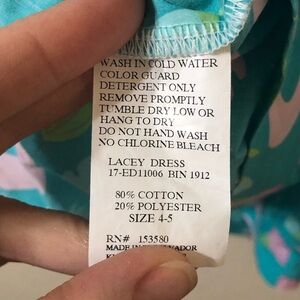 WASH IN COLD WATER
COLOR GUARD
DETERGENT ONLY
REMOVE PROMPTLY
TUMBLE DRY LOW OR
HANG TO DRY
DO NOT HAND WASH
NO CHLORINE BLEACH
LACEY DRESS
17-ED11006 BIN 1912
80% COTTON
20% POLYESTER
SIZE 4-5
RN# 153580
MADE IN